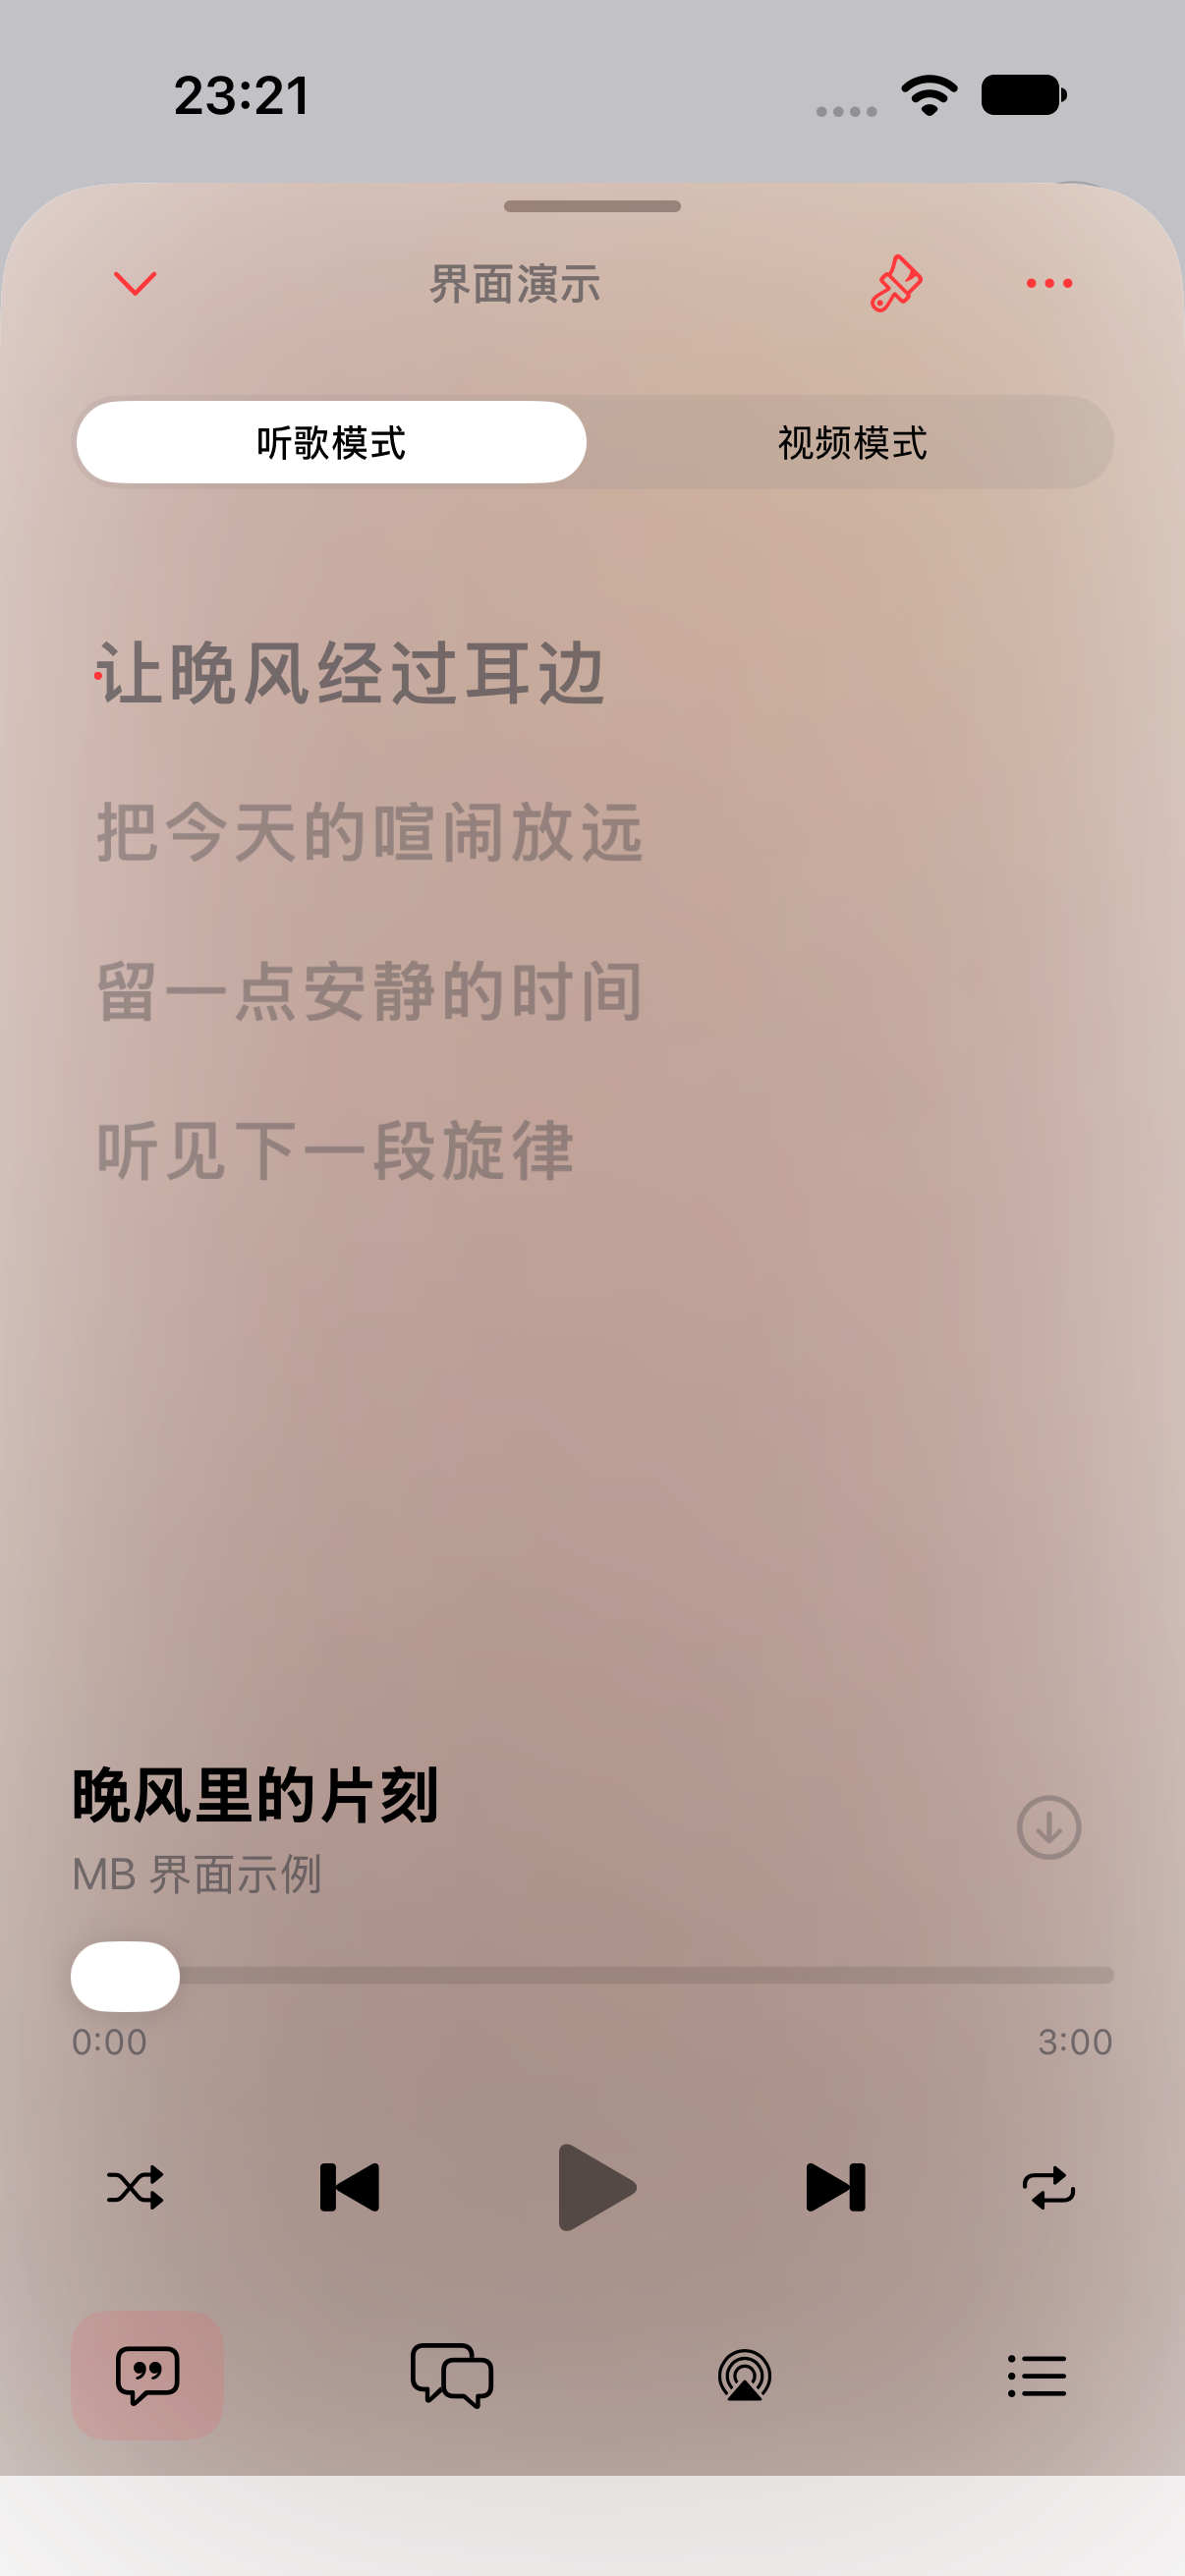 23:21
界面演示
听歌模式
视频模式
让晚风经过耳边
把今天的喧闹放远
留一点安静的时间
听见下一段旋律
晚风里的片刻
MB 界面示例
0:00
3:00